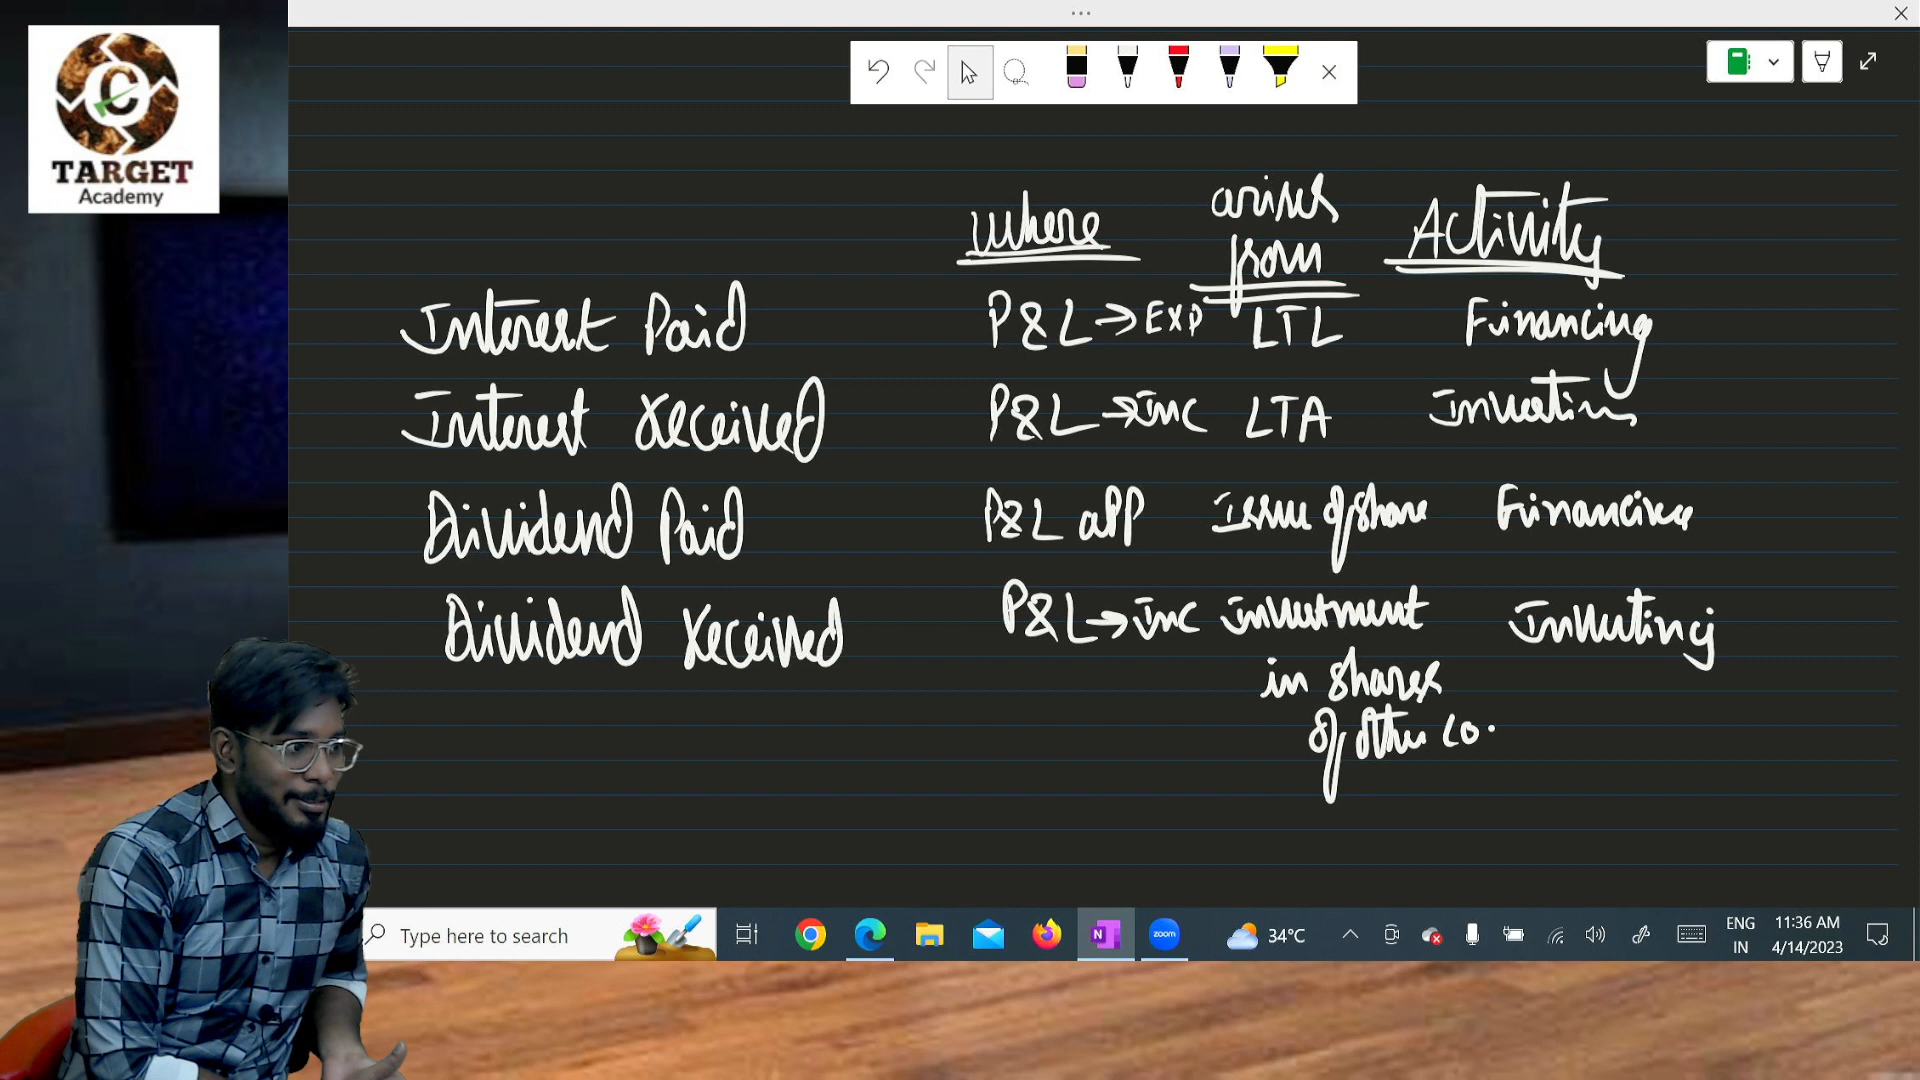 TARGET
Academy
where arises from Activity
Interest Paid P&L → Exp LTL Financing
Interest received P&L → inc LTA Investing
Dividend Paid P&L app Issue of share Financing
Dividend received P&L → inc investment in shares of other co. Investing
Type here to search
zoom
34°C
ENG
IN
11:36 AM
4/14/2023